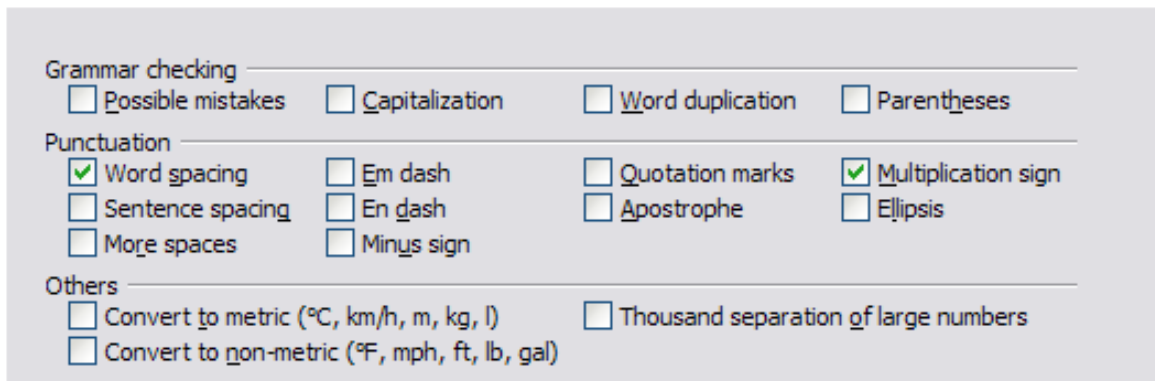 Grammar checking
Possible mistakes Capitalization Word duplication Parentheses
Punctuation
Word spacing Em dash Quotation marks Multiplication sign
Sentence spacing En dash Apostrophe Ellipsis
More spaces Minus sign
Others
Convert to metric (°C, km/h, m, kg, l) Thousand separation of large numbers
Convert to non-metric (°F, mph, ft, lb, gal)